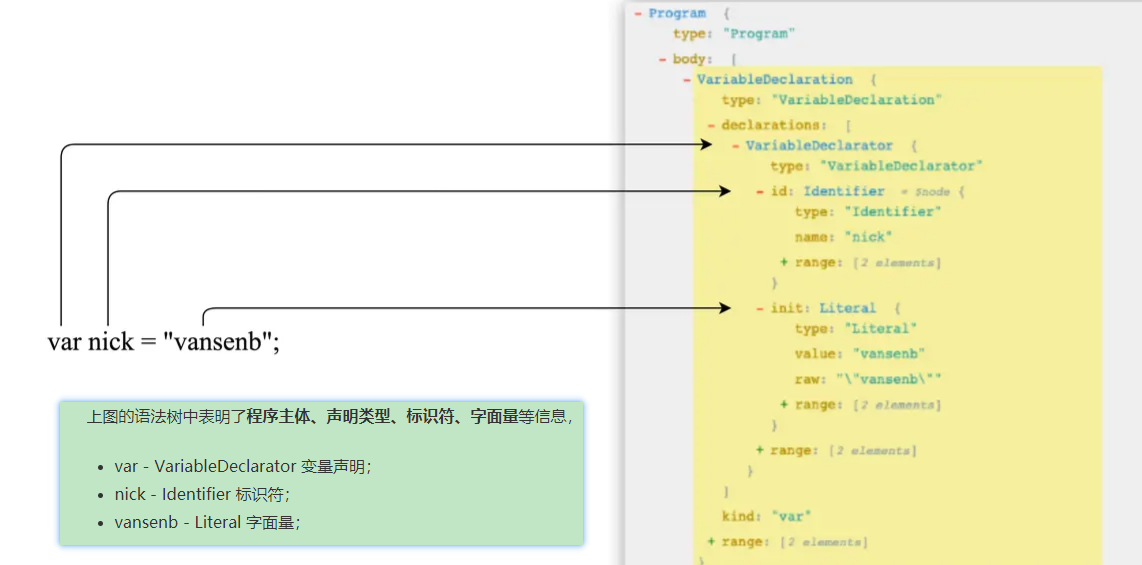 var nick = "vansenb";
上图的语法树中表明了程序主体、声明类型、标识符、字面量等信息，
• var - VariableDeclarator 变量声明；
• nick - Identifier 标识符；
• vansenb - Literal 字面量；
- Program {
type: "Program"
- body: [
- VariableDeclaration {
type: "VariableDeclaration"
- declarations: [
- VariableDeclarator {
type: "VariableDeclarator"
- id: Identifier = $node {
type: "Identifier"
name: "nick"
+ range: [2 elements]
}
- init: Literal {
type: "Literal"
value: "vansenb"
raw: "\"vansenb\""
+ range: [2 elements]
}
+ range: [2 elements]
}
]
kind: "var"
+ range: [2 elements]
}